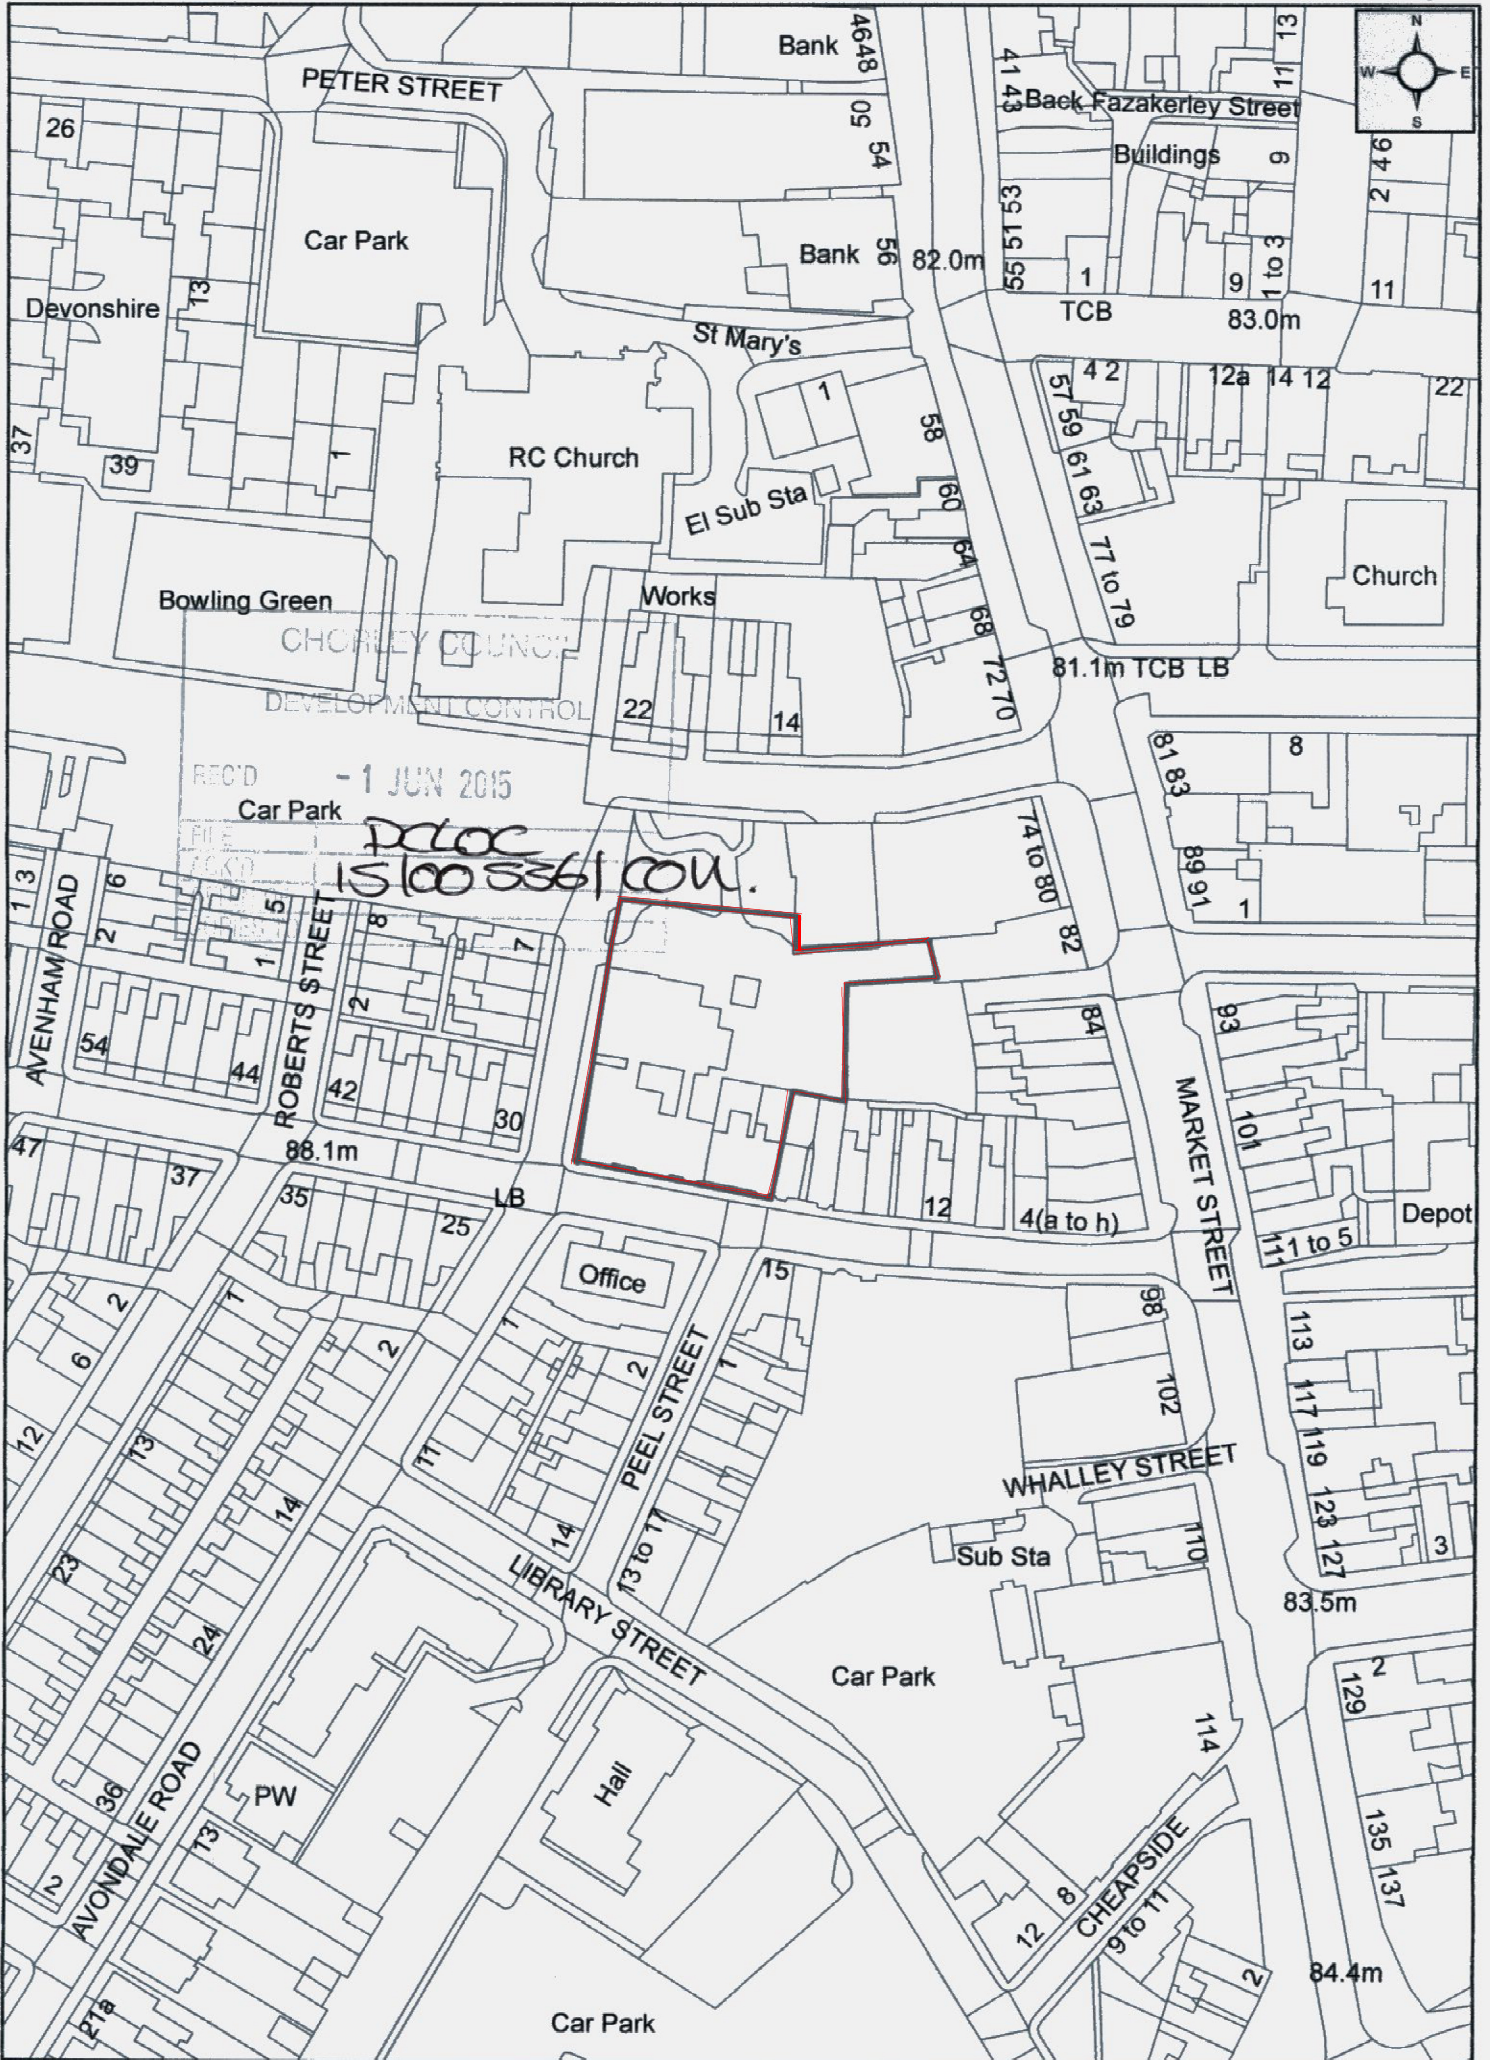 N
W E
S
Bank
4648
50
54
41 43
13
11
Back Fazakerley Street
Buildings
9
2 4 6
PETER STREET
26
Car Park
Devonshire
13
Bank
56
82.0m
55 51 53
1
9
1 to 3
11
TCB
83.0m
St Mary's
37
39
1
RC Church
1
58
El Sub Sta
60
64
57 59 61 63
4 2
12a
14 12
22
77 to 79
Church
Bowling Green
Works
68
72 70
81.1m TCB LB
CHORLEY COUNCIL
DEVELOPMENT CONTROL
22
14
REC'D - 1 JUN 2015
Car Park
FILE
ACK'D
DCLOC
15/00536/COU.
81 83
8
74 to 80
89 91
1
82
1 3
AVENHAM ROAD
6
2
5
1
ROBERTS STREET
8
2
7
54
44
42
30
84
93
MARKET STREET
101
88.1m
47
37
35
25
LB
12
4(a to h)
111
1 to 5
Depot
Office
15
98
113
2
6
12
1
2
1
2
PEEL STREET
1
102
117
119
13
11
14
WHALLEY STREET
123
127
3
23
14
13 to 17
LIBRARY STREET
Sub Sta
110
83.5m
24
Car Park
2
129
114
36
AVONDALE ROAD
PW
13
Hall
2
CHEAPSIDE
8
12
9 to 11
135
137
2
84.4m
21a
Car Park